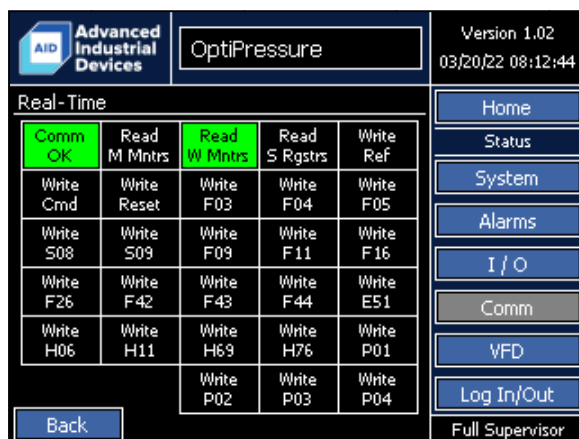 AID
Advanced
Industrial
Devices
OptiPressure
Version 1.02
03/20/22 08:12:44
Real-Time
Home
Status
System
Alarms
I / O
Comm
VFD
Log In/Out
Full Supervisor
Comm OK
Read M Mntrs
Read W Mntrs
Read S Rgstrs
Write Ref
Write Cmd
Write Reset
Write F03
Write F04
Write F05
Write S08
Write S09
Write F09
Write F11
Write F16
Write F26
Write F42
Write F43
Write F44
Write E51
Write H06
Write H11
Write H69
Write H76
Write P01
Write P02
Write P03
Write P04
Back